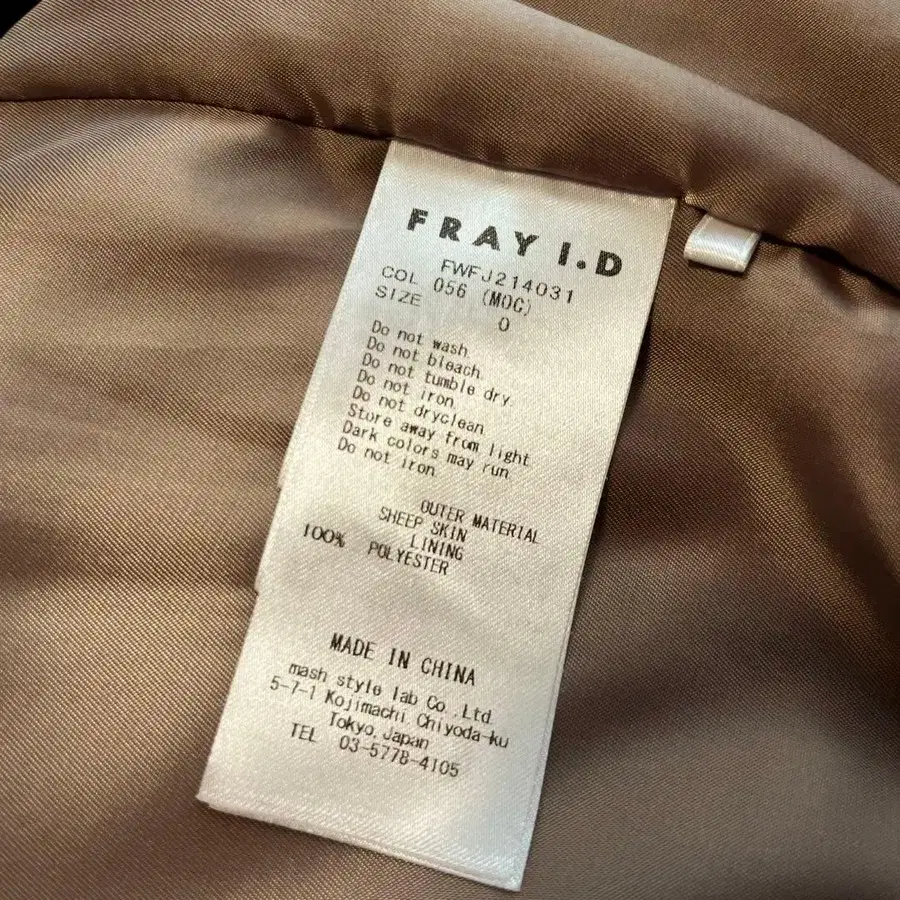 FRAY I.D
FWFJ214031
COL 056 (MOC)
SIZE 0
Do not wash
Do not bleach
Do not tumble dry
Do not iron
Do not dryclean
Store away from light
Dark colors may run
Do not iron
OUTER MATERIAL
SHEEP SKIN
LINING
100% POLYESTER
MADE IN CHINA
mash style lab Co.,Ltd.
5-7-1 Kojimachi,Chiyoda-ku
Tokyo,Japan
TEL 03-5778-4105